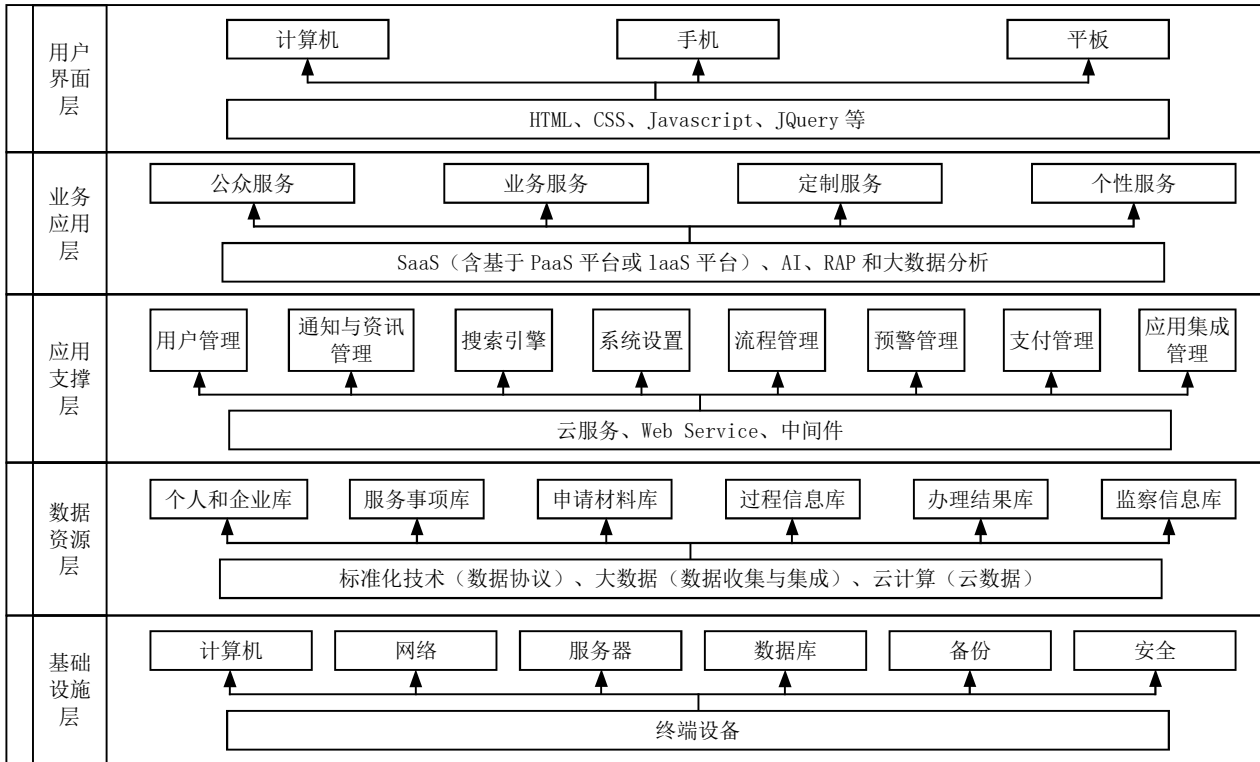 用户
界面
层
计算机
手机
平板
HTML、CSS、Javascript、JQuery 等
业务
应用
层
公众服务
业务服务
定制服务
个性服务
SaaS（含基于 PaaS 平台或 laaS 平台）、AI、RAP 和大数据分析
应用
支撑
层
用户管理
通知与资讯
管理
搜索引擎
系统设置
流程管理
预警管理
支付管理
应用集成
管理
云服务、Web Service、中间件
数据
资源
层
个人和企业库
服务事项库
申请材料库
过程信息库
办理结果库
监察信息库
标准化技术（数据协议）、大数据（数据收集与集成）、云计算（云数据）
基础
设施
层
计算机
网络
服务器
数据库
备份
安全
终端设备